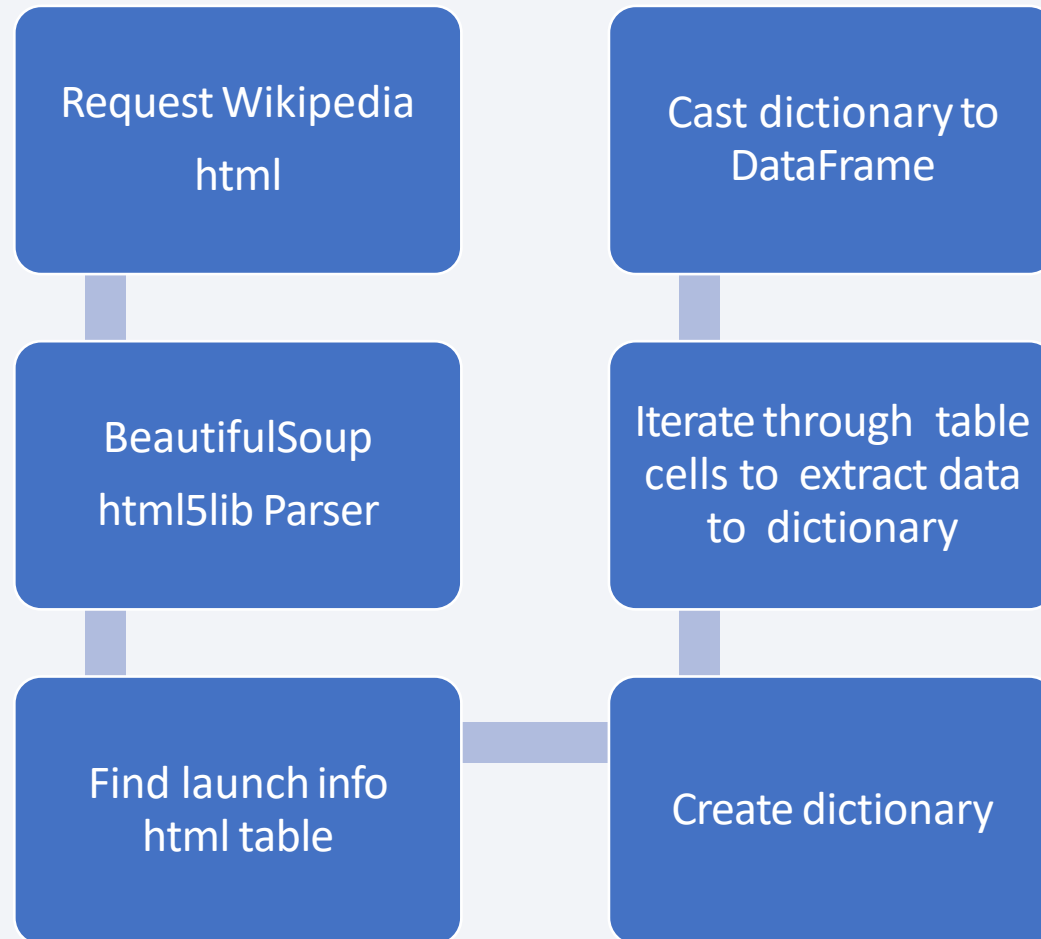 Request Wikipedia
html
BeautifulSoup
html5lib Parser
Find launch info
html table
Create dictionary
Iterate through table
cells to extract data
to dictionary
Cast dictionary to
DataFrame